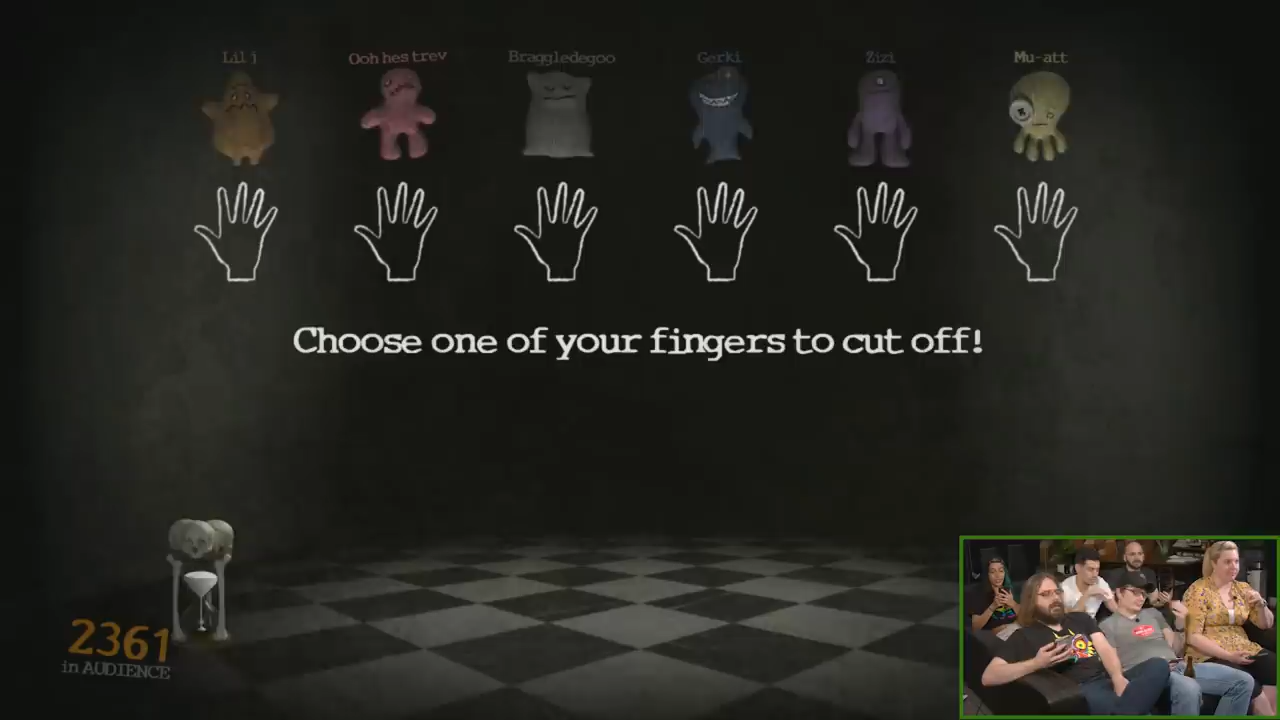 Lil j
Ooh hes trev
Braggledegoo
Gerki
Zizi
Mu-att
Choose one of your fingers to cut off!
2361
in AUDIENCE